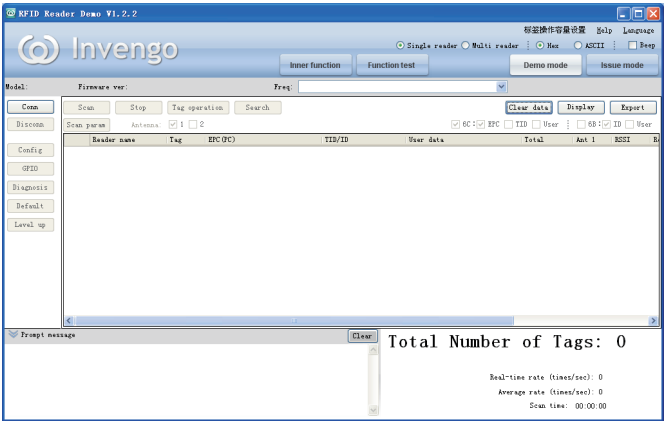 RFID Reader Demo V1.2.2
标签操作容量设置 Help Language
Invengo
Single reader Multi reader Hex ASCII Beep
Inner function Function test Demo mode Issue mode
Model: Firmware ver: Freq:
Conn Scan Stop Tag operation Search Clear data Display Export
Disconn Scan param Antenna: 1 2 6C: EPC TID User 6B: ID User
Reader name Tag EPC(PC) TID/ID User data Total Ant 1 RSSI
Config
GPIO
Diagnosis
Default
Level up
Prompt message Clear
Total Number of Tags: 0
Real-time rate (times/sec): 0
Average rate (times/sec): 0
Scan time: 00:00:00